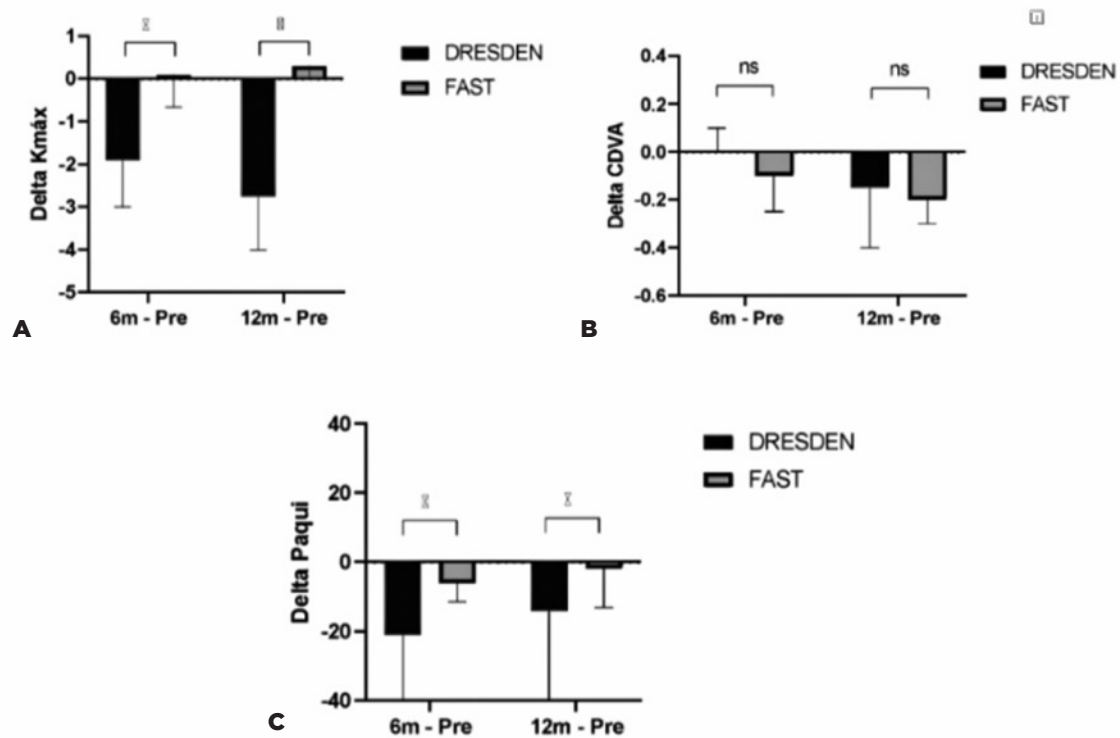 1
0
-1
-2
-3
-4
-5
Delta Kmáx
6m - Pre
12m - Pre
DRESDEN
FAST
A
0.4
0.2
0.0
-0.2
-0.4
-0.6
Delta CDVA
ns
ns
6m - Pre
12m - Pre
DRESDEN
FAST
B
40
20
0
-20
-40
Delta Paqui
6m - Pre
12m - Pre
DRESDEN
FAST
C